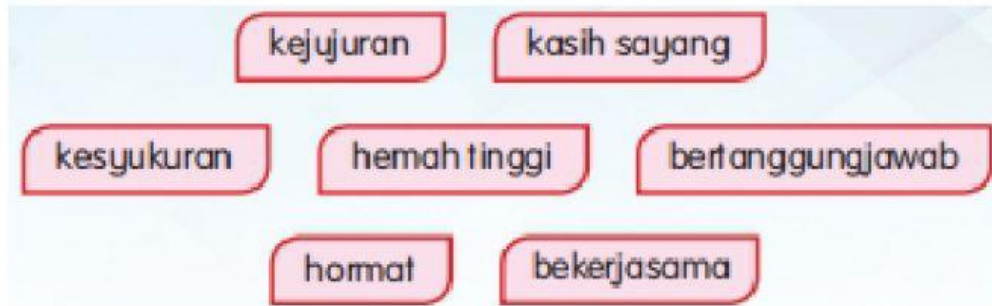 kejujuran kasih sayang
kesyukuran hemah tinggi bertanggungjawab
hormat bekerjasama